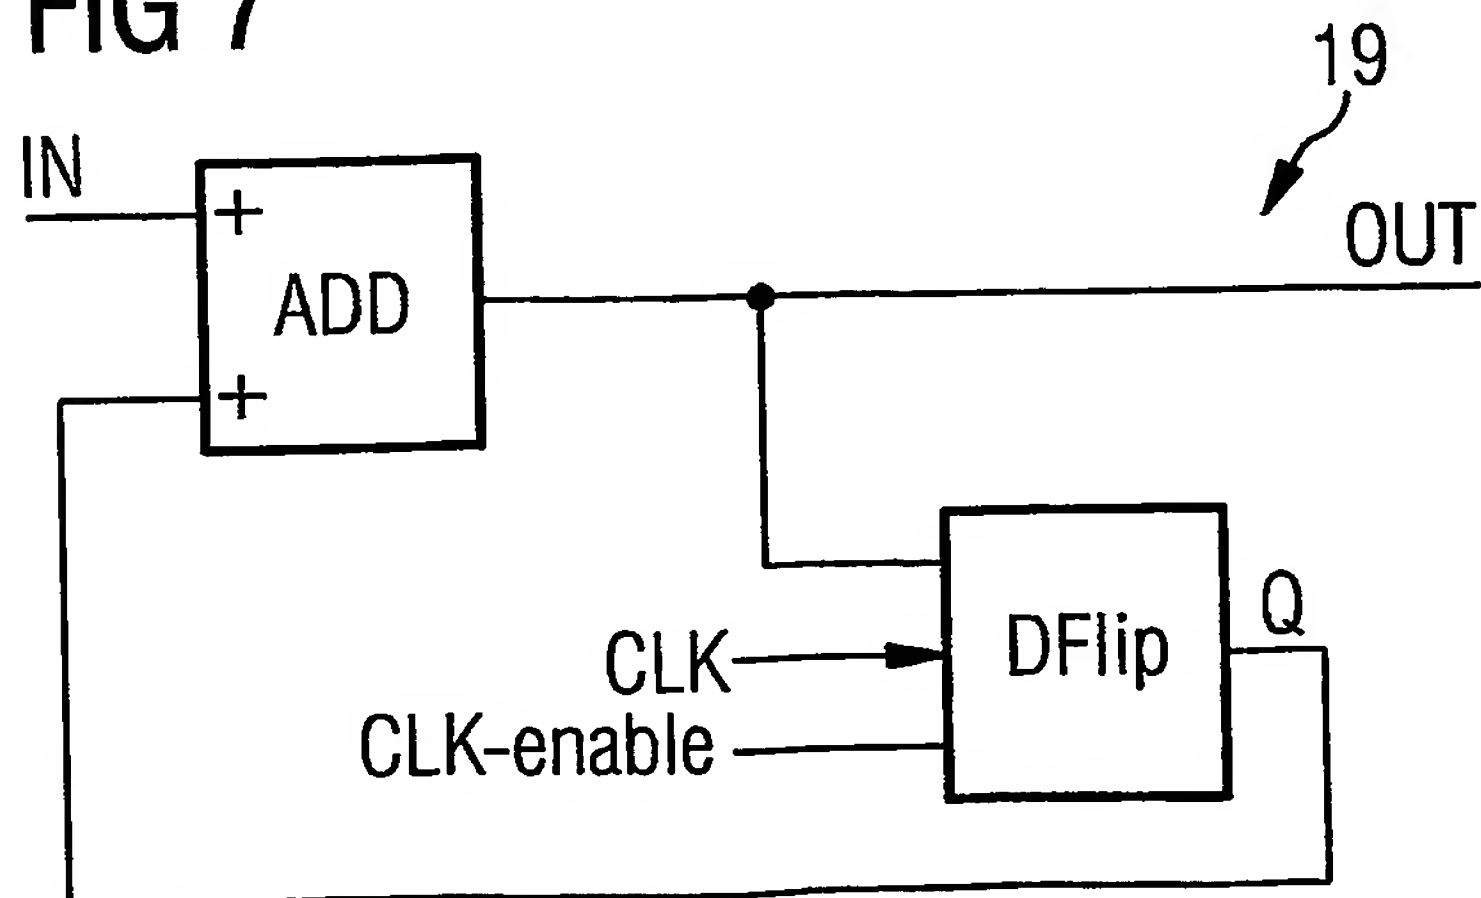 FIG 7
19
IN
+
ADD
OUT
+
DFlip
Q
CLK
CLK-enable